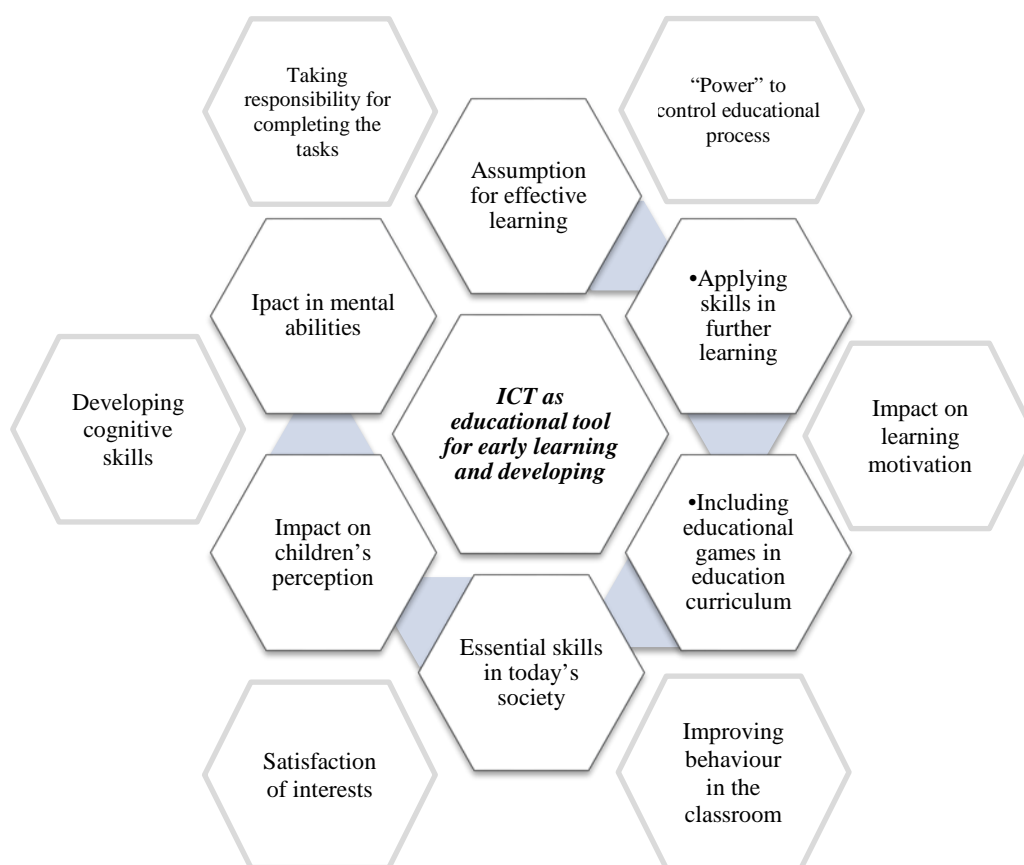 Taking
responsibility for
completing the
tasks
“Power” to
control educational
process
Assumption
for effective
learning
Ipact in mental
abilities
•Applying
skills in
further
learning
Developing
cognitive
skills
ICT as
educational tool
for early learning
and developing
Impact on
learning
motivation
Impact on
children’s
perception
•Including
educational
games in
education
curriculum
Essential skills
in today’s
society
Satisfaction
of interests
Improving
behaviour
in the
classroom